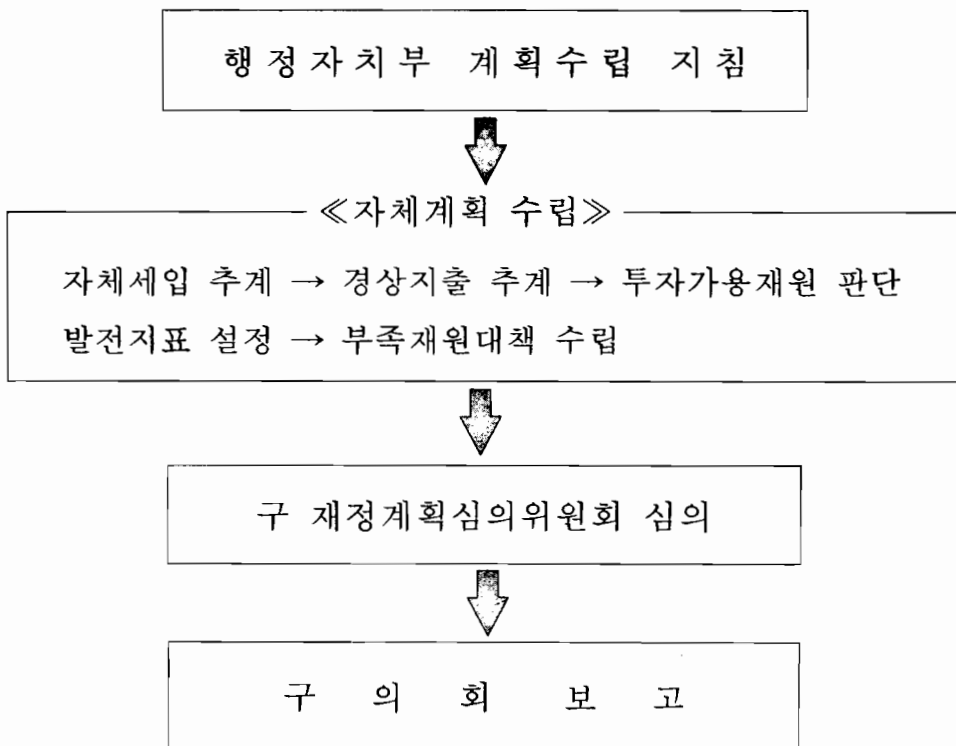 행정자치부 계획수립 지침
≪자체계획 수립≫
자체세입 추계 → 경상지출 추계 → 투자가용재원 판단
발전지표 설정 → 부족재원대책 수립
구 재정계획심의위원회 심의
구 의 회 보 고